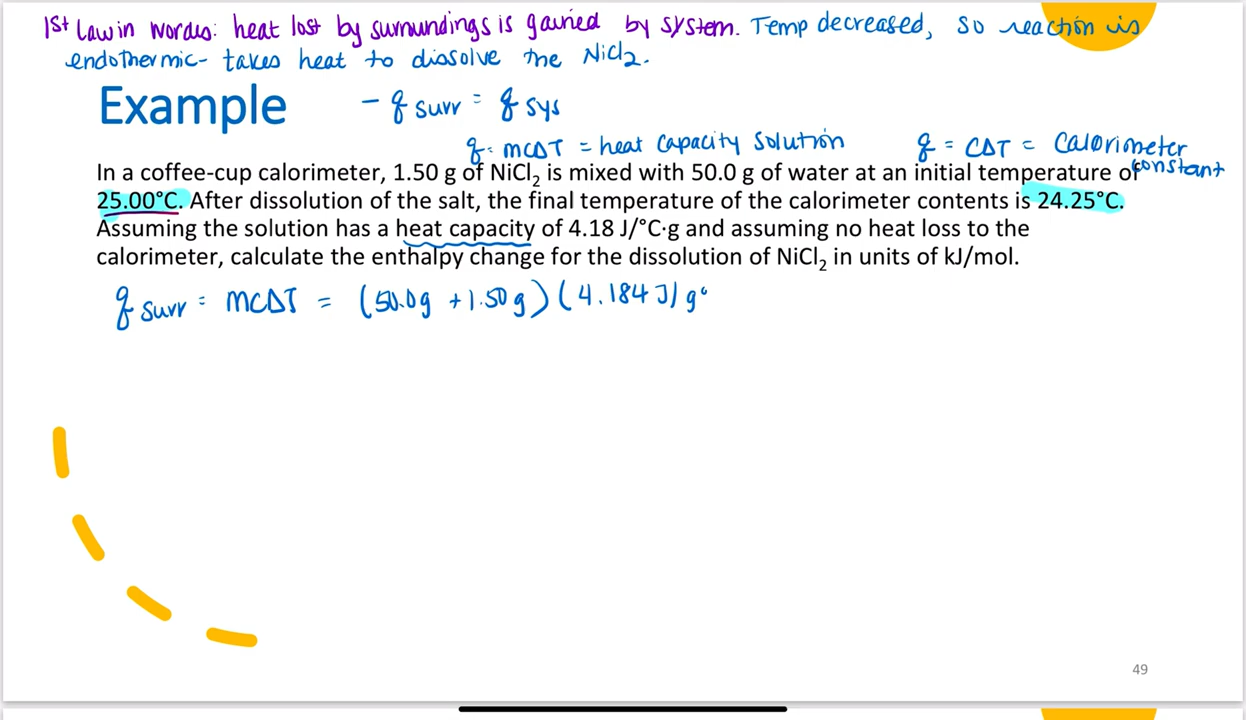 1st Law in words: heat lost by surroundings is gained by system. Temp decreased, so reaction is
endothermic- takes heat to dissolve the NiCl2.
Example - q surr = q sys
q = mCΔT = heat capacity solution q = CΔT = Calorimeter constant
In a coffee-cup calorimeter, 1.50 g of NiCl₂ is mixed with 50.0 g of water at an initial temperature of
25.00°C. After dissolution of the salt, the final temperature of the calorimeter contents is 24.25°C.
Assuming the solution has a heat capacity of 4.18 J/°C·g and assuming no heat loss to the
calorimeter, calculate the enthalpy change for the dissolution of NiCl₂ in units of kJ/mol.
q surr = mCΔT = (50.0g + 1.50g)(4.184 J/g°
49